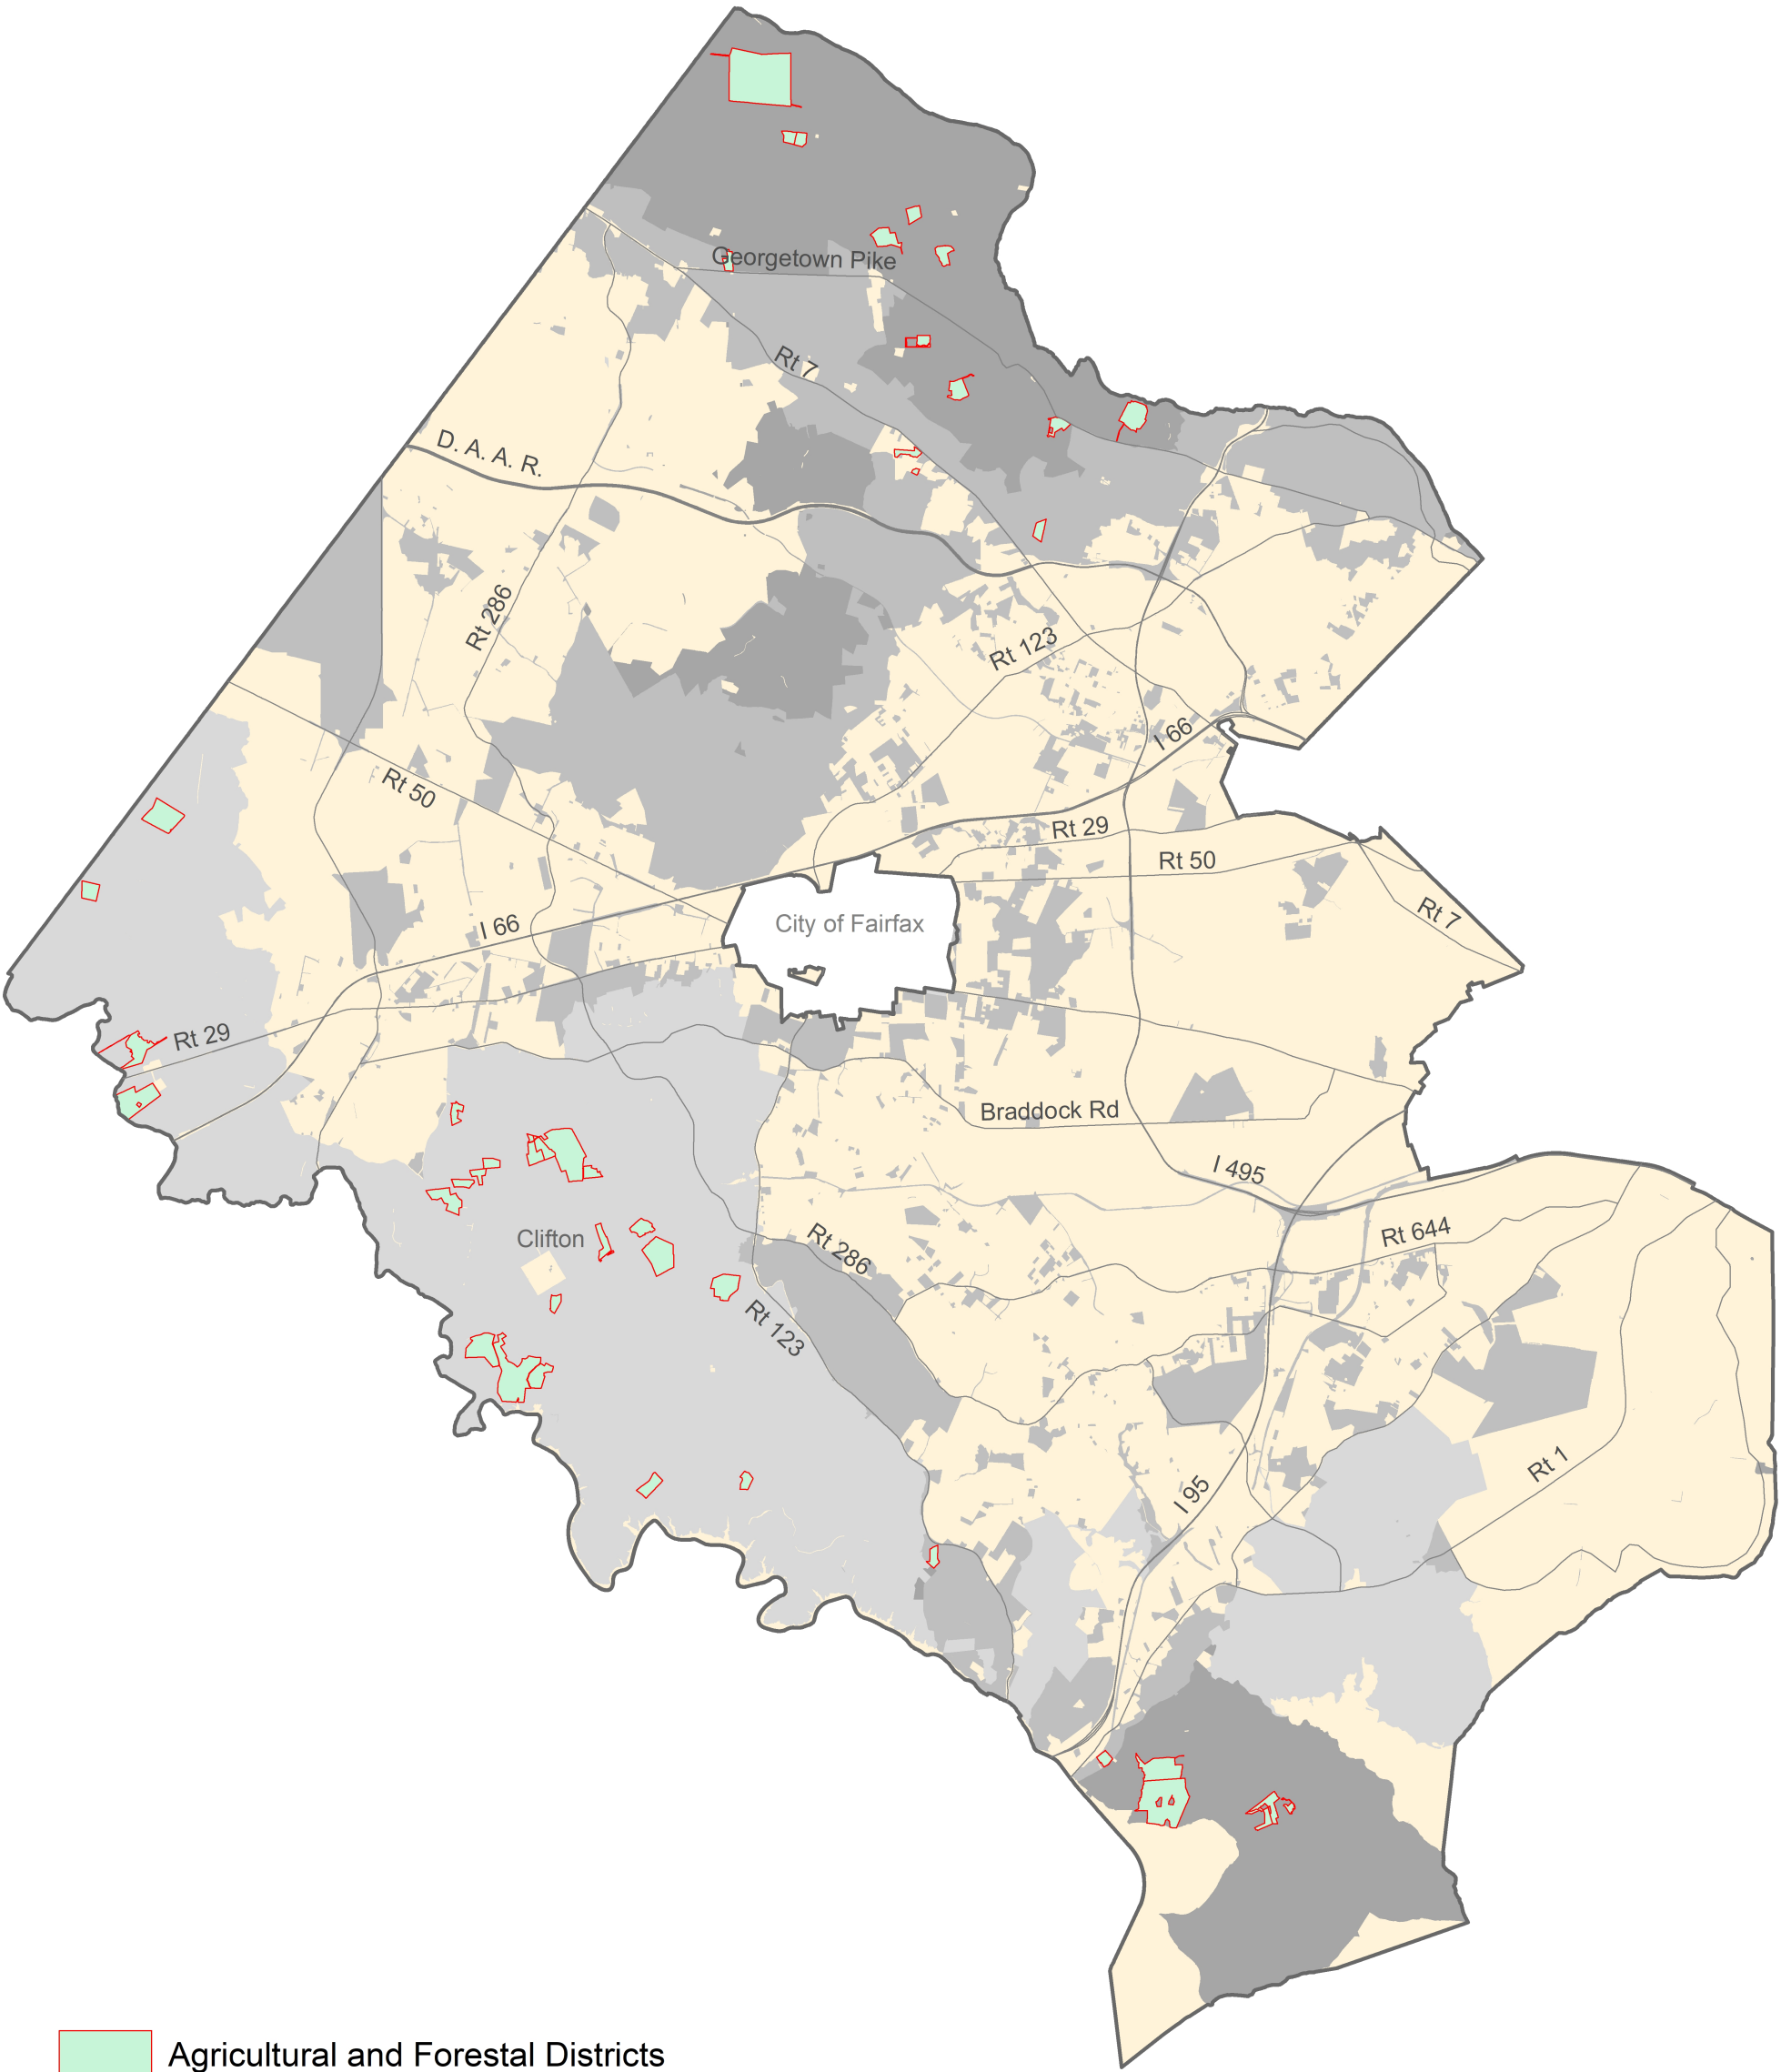 Georgetown Pike
Rt 7
D. A. A. R.
Rt 286
Rt 123
I 66
Rt 50
Rt 29
Rt 50
City of Fairfax
Rt 7
I 66
Rt 29
Braddock Rd
I 495
Rt 644
Clifton
Rt 286
Rt 123
Rt 1
I 95
Agricultural and Forestal Districts